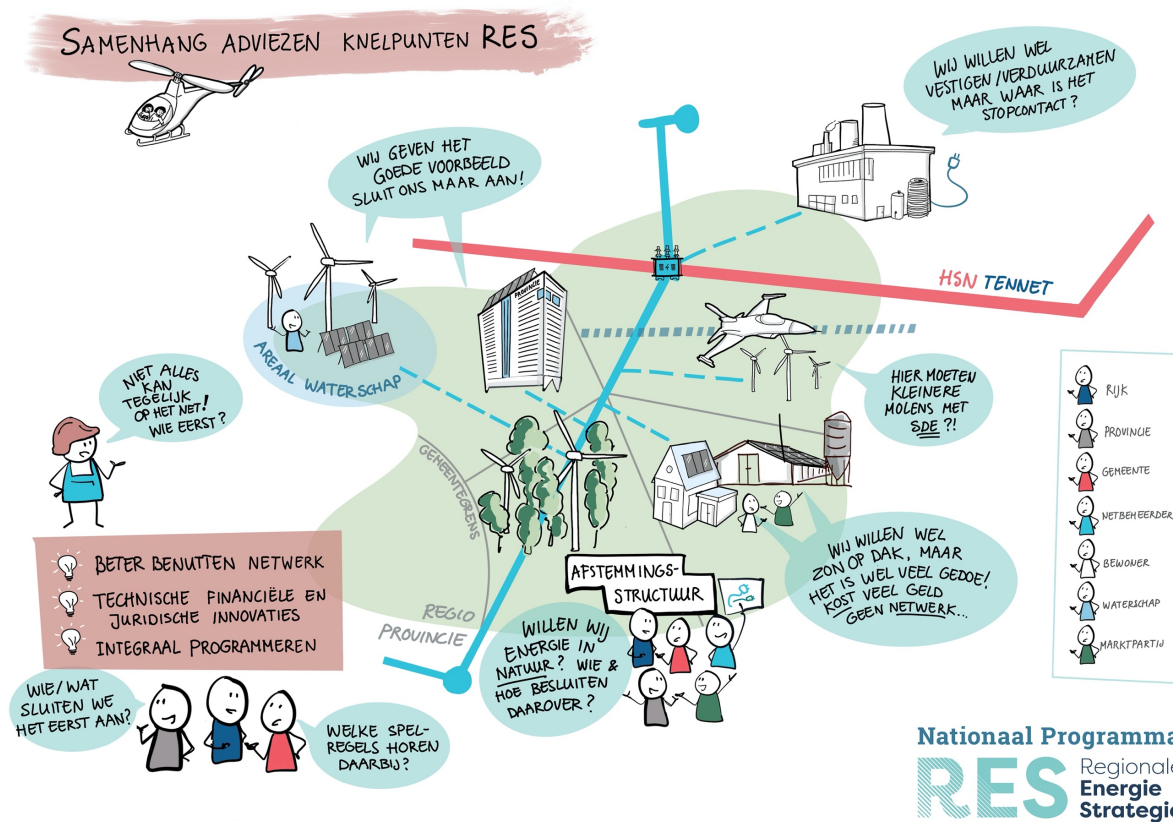 SAMENHANG ADVIEZEN KNELPUNTEN RES
WIJ WILLEN WEL
VESTIGEN/VERDUURZAMEN
MAAR WAAR IS HET
STOPCONTACT?
WIJ GEVEN HET
GOEDE VOORBEELD
SLUIT ONS MAAR AAN!
HSN TENNET
PROVINCIE
AREAAL WATERSCHAP
NIET ALLES
KAN
TEGELIJK
OP HET NET!
WIE EERST?
HIER MOETEN
KLEINERE
MOLENS MET
SDE?!
RIJK
PROVINCIE
GEMEENTE
NETBEHEERDER
BEWONER
WATERSCHAP
MARKTPARTIJ
GEMEENTEGRENS
WIJ WILLEN WEL
ZON OP DAK, MAAR
HET IS WEL VEEL GEDOE!
KOST VEEL GELD
GEEN NETWERK...
BETER BENUTTEN NETWERK
TECHNISCHE FINANCIËLE EN
JURIDISCHE INNOVATIES
INTEGRAAL PROGRAMMEREN
REGIO
PROVINCIE
AFSTEMMINGS-
STRUCTUUR
WILLEN WIJ
ENERGIE IN
NATUUR? WIE &
HOE BESLUITEN
DAAROVER?
WIE/WAT
SLUITEN WE
HET EERST AAN?
WELKE SPEL-
REGELS HOREN
DAARBIJ?
Nationaal Programma
RES
Regionale
Energie
Strategie